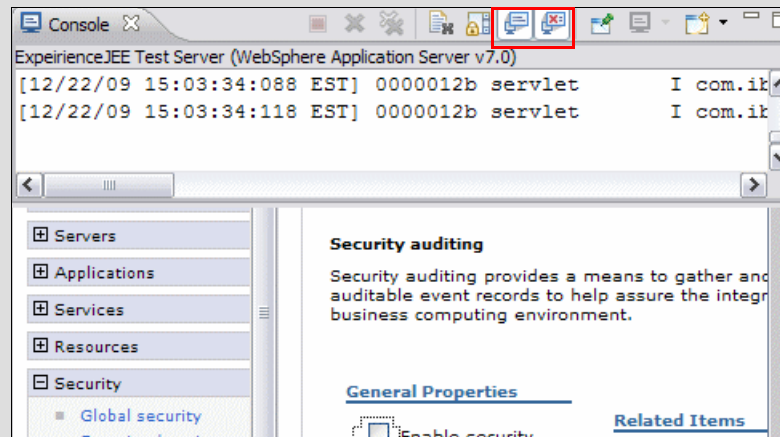 Console
ExpeirienceJEE Test Server (WebSphere Application Server v7.0)
[12/22/09 15:03:34:088 EST] 0000012b servlet I com.ib
[12/22/09 15:03:34:118 EST] 0000012b servlet I com.ib
Servers
Applications
Services
Resources
Security
Global security
Security auditing
Security auditing provides a means to gather and
auditable event records to help assure the integr
business computing environment.
General Properties
Enable security
Related Items